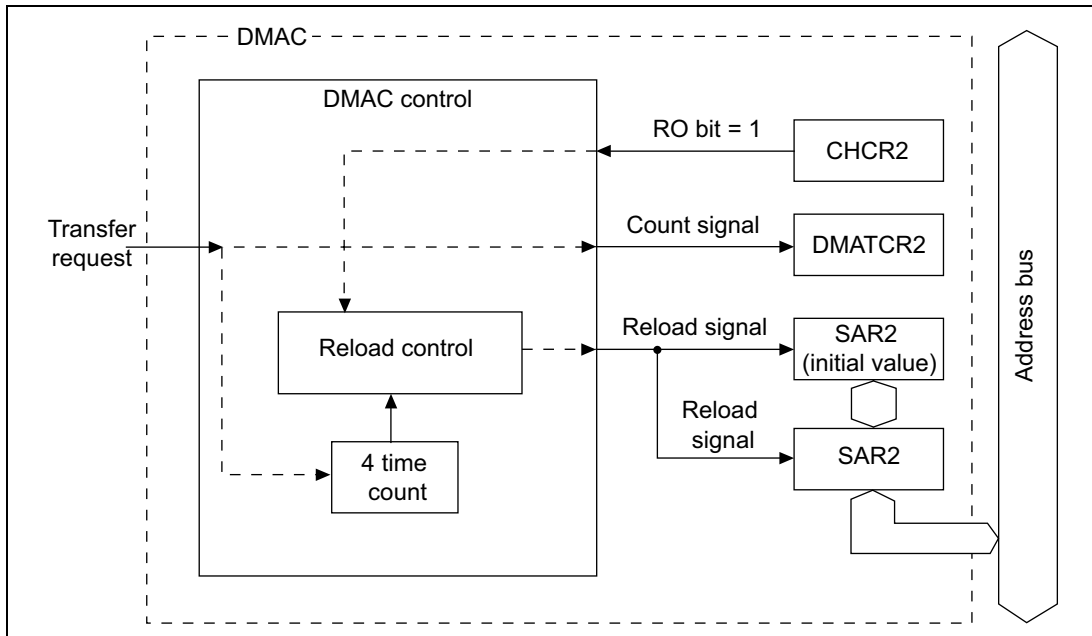 DMAC
DMAC control
RO bit = 1
CHCR2
Transfer
request
Count signal
DMATCR2
Reload control
Reload signal
SAR2
(initial value)
Reload
signal
SAR2
4 time
count
Address bus